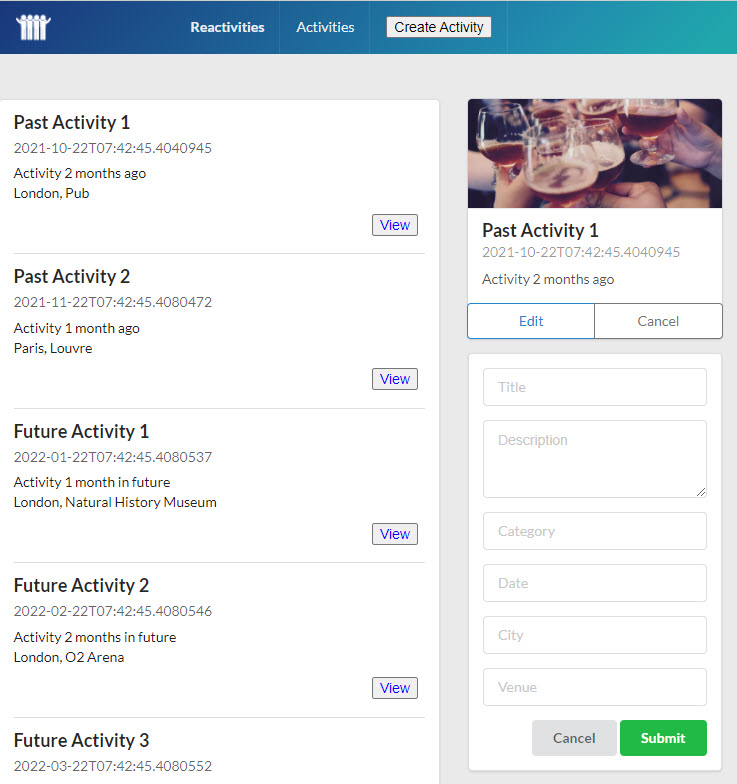 Reactivities
Activities
Create Activity
Past Activity 1
2021-10-22T07:42:45.4040945
Activity 2 months ago
London, Pub
View
Past Activity 2
2021-11-22T07:42:45.4080472
Activity 1 month ago
Paris, Louvre
View
Future Activity 1
2022-01-22T07:42:45.4080537
Activity 1 month in future
London, Natural History Museum
View
Future Activity 2
2022-02-22T07:42:45.4080546
Activity 2 months in future
London, O2 Arena
View
Future Activity 3
2022-03-22T07:42:45.4080552
Past Activity 1
2021-10-22T07:42:45.4040945
Activity 2 months ago
Edit
Cancel
Title
Description
Category
Date
City
Venue
Cancel
Submit